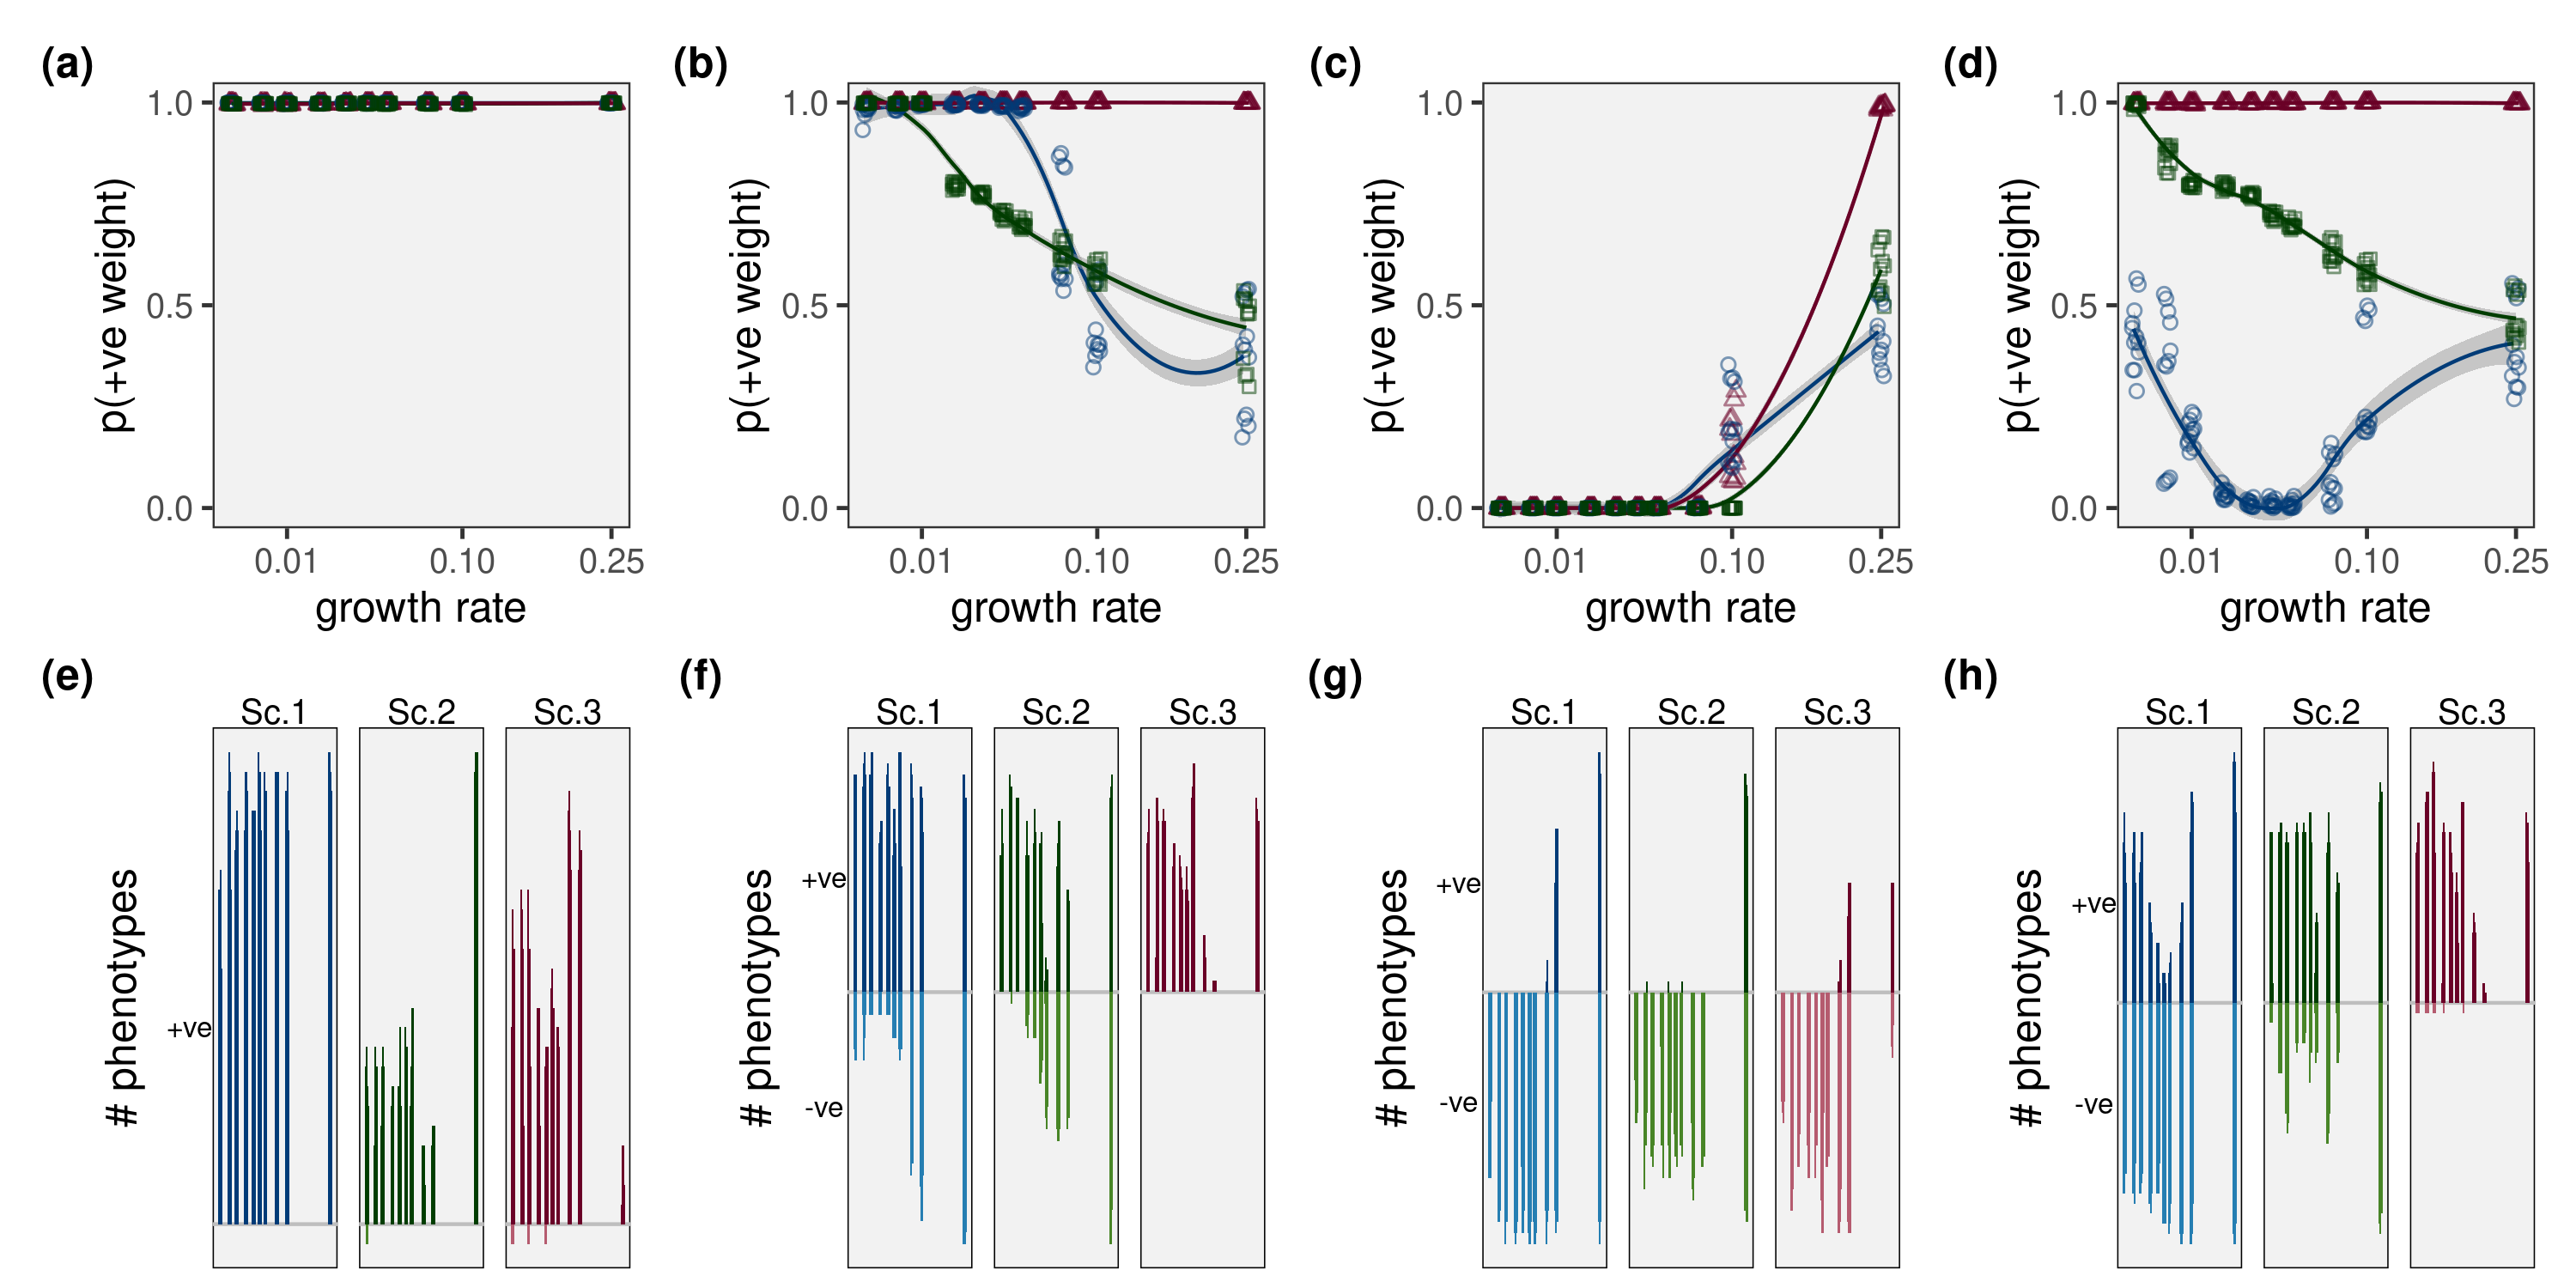 (a) (b) (c) (d)
1.0 1.0 1.0 1.0
p(+ve weight) p(+ve weight) p(+ve weight) p(+ve weight)
0.5 0.5 0.5 0.5
0.0 0.0 0.0 0.0
0.01 0.10 0.25 0.01 0.10 0.25 0.01 0.10 0.25 0.01 0.10 0.25
growth rate growth rate growth rate growth rate
(e) (f) (g) (h)
Sc.1 Sc.2 Sc.3 Sc.1 Sc.2 Sc.3 Sc.1 Sc.2 Sc.3 Sc.1 Sc.2 Sc.3
# phenotypes # phenotypes # phenotypes # phenotypes
+ve +ve +ve +ve
-ve -ve -ve